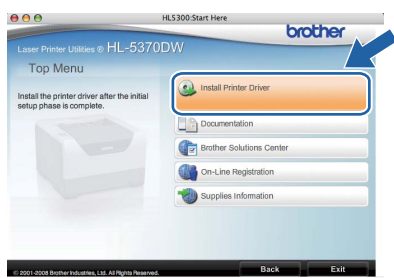 HL5300:Start Here
brother
Laser Printer Utilities ® HL-5370DW
Top Menu
Install the printer driver after the initial
setup phase is complete.
Install Printer Driver
Documentation
Brother Solutions Center
On-Line Registration
Supplies Information
© 2001-2008 Brother Industries, Ltd. All Rights Reserved.
Back
Exit